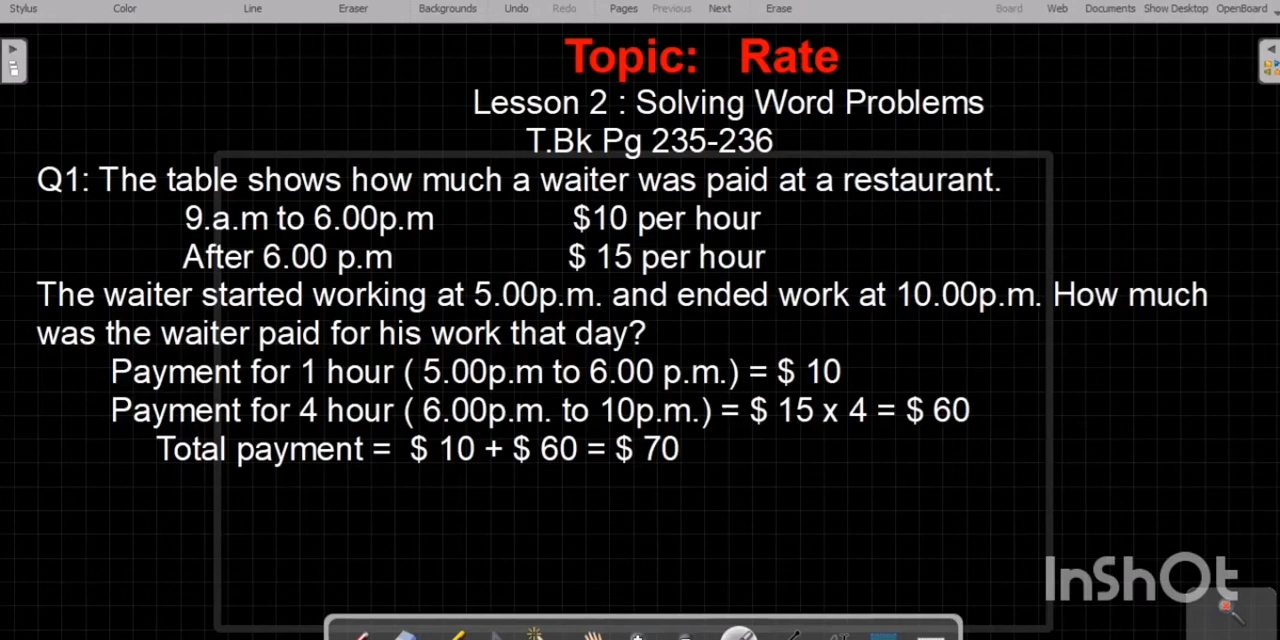 Stylus Color Line Eraser Backgrounds Undo Redo Pages Previous Next Erase Board Web Documents Show Desktop OpenBoard
Topic: Rate
Lesson 2 : Solving Word Problems
T.Bk Pg 235-236
Q1: The table shows how much a waiter was paid at a restaurant.
9.a.m to 6.00p.m $10 per hour
After 6.00 p.m $ 15 per hour
The waiter started working at 5.00p.m. and ended work at 10.00p.m. How much
was the waiter paid for his work that day?
Payment for 1 hour ( 5.00p.m to 6.00 p.m.) = $ 10
Payment for 4 hour ( 6.00p.m. to 10p.m.) = $ 15 x 4 = $ 60
Total payment = $ 10 + $ 60 = $ 70
InShOt